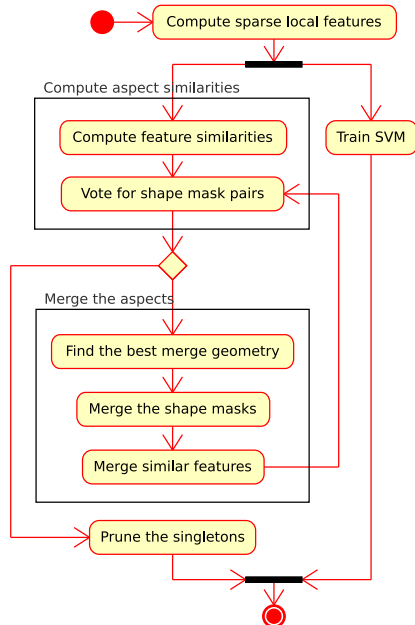 Compute sparse local features
Compute aspect similarities
Compute feature similarities
Train SVM
Vote for shape mask pairs
Merge the aspects
Find the best merge geometry
Merge the shape masks
Merge similar features
Prune the singletons